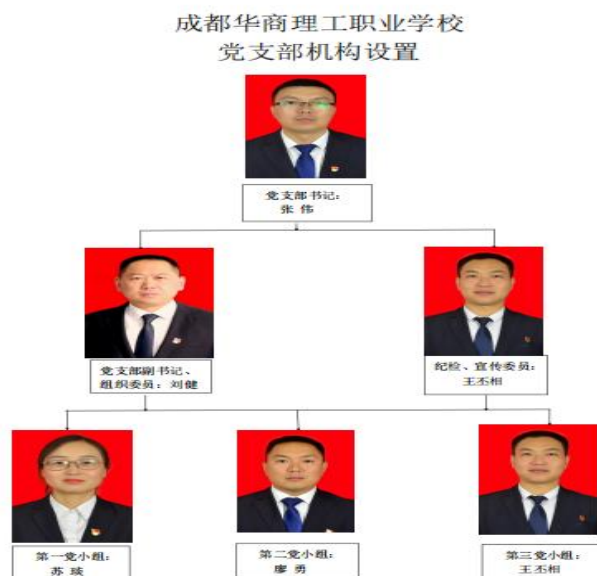 成都华商理工职业学校
党支部机构设置
党支部书记：
张 伟
党支部副书记、
组织委员：刘健
纪检、宣传委员：
王丕相
第一党小组：
苏 琰
第二党小组：
廖 勇
第三党小组：
王丕相